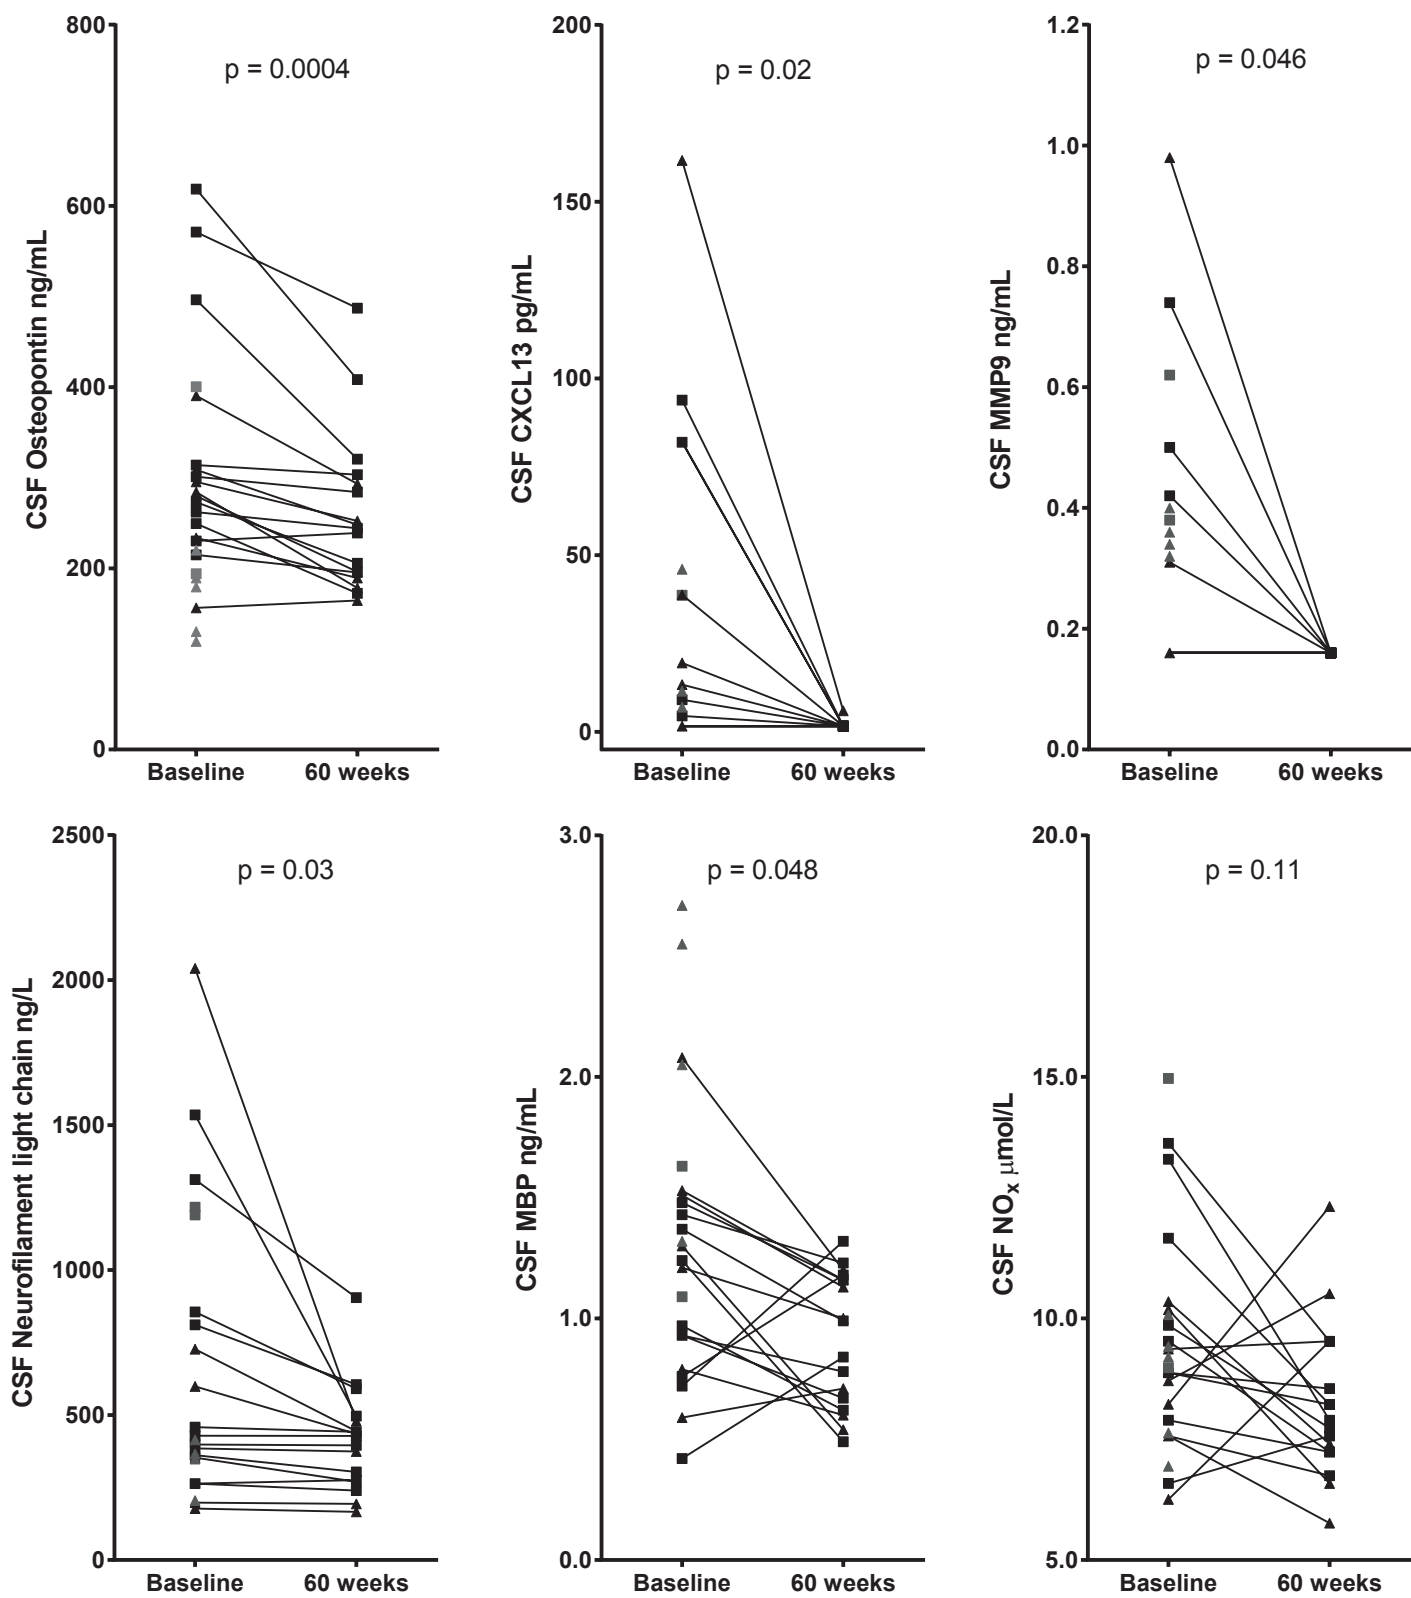 CSF Osteopontin ng/mL
800
600
400
200
0
p = 0.0004
Baseline 60 weeks
CSF CXCL13 pg/mL
200
150
100
50
0
p = 0.02
Baseline 60 weeks
CSF MMP9 ng/mL
1.2
1.0
0.8
0.6
0.4
0.2
0.0
p = 0.046
Baseline 60 weeks
CSF Neurofilament light chain ng/L
2500
2000
1500
1000
500
0
p = 0.03
Baseline 60 weeks
CSF MBP ng/mL
3.0
2.0
1.0
0.0
p = 0.048
Baseline 60 weeks
CSF NOx μmol/L
20.0
15.0
10.0
5.0
p = 0.11
Baseline 60 weeks